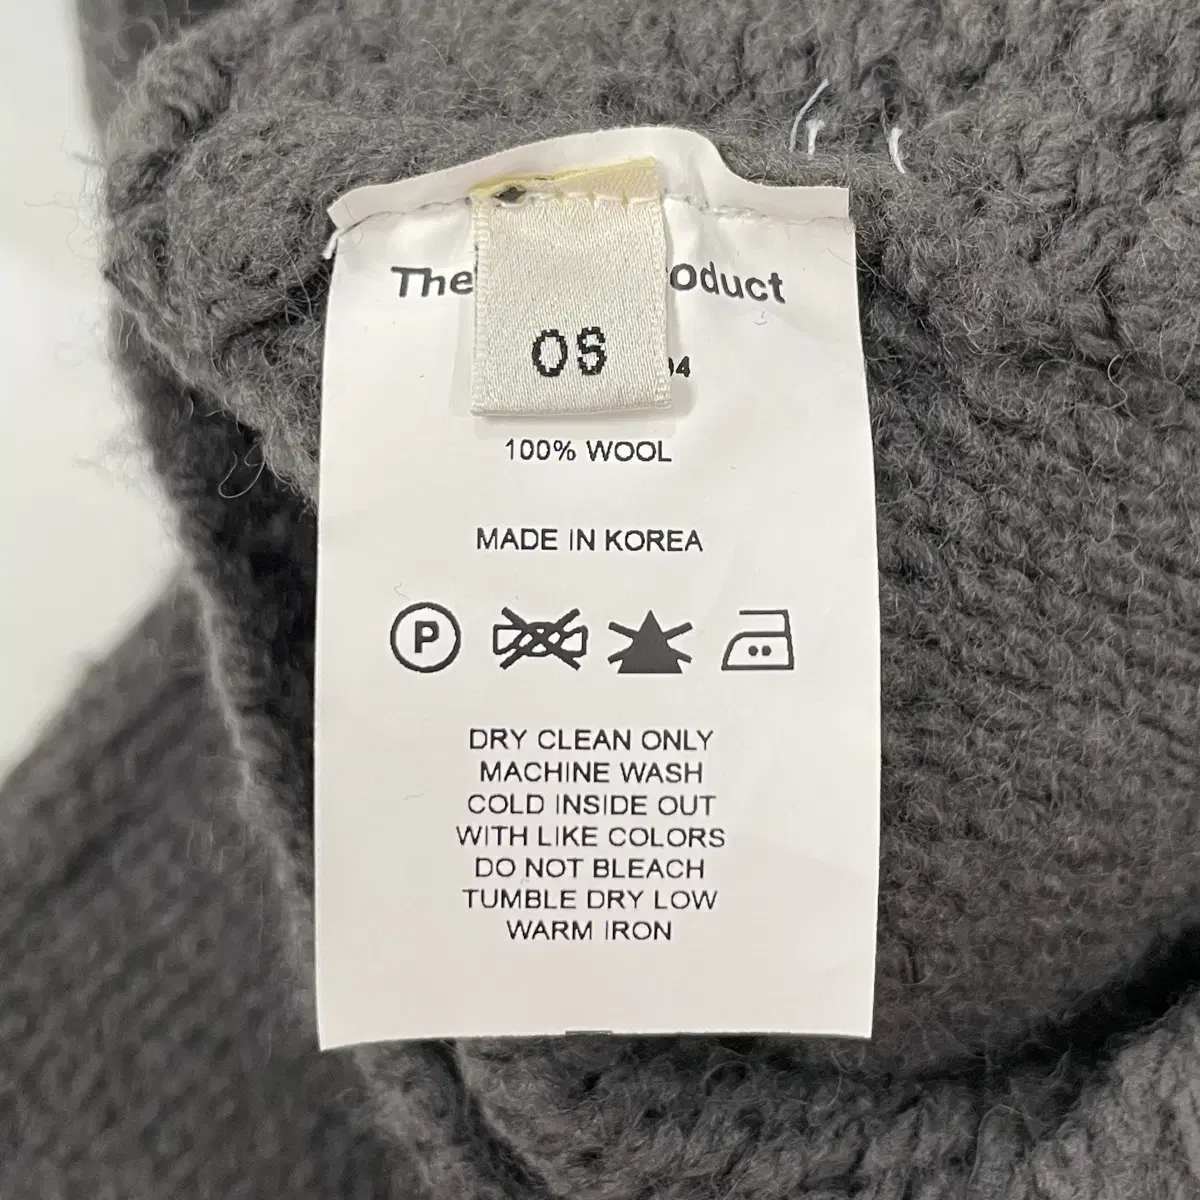 The
oduct
OS
04
100% WOOL
MADE IN KOREA
P
DRY CLEAN ONLY
MACHINE WASH
COLD INSIDE OUT
WITH LIKE COLORS
DO NOT BLEACH
TUMBLE DRY LOW
WARM IRON